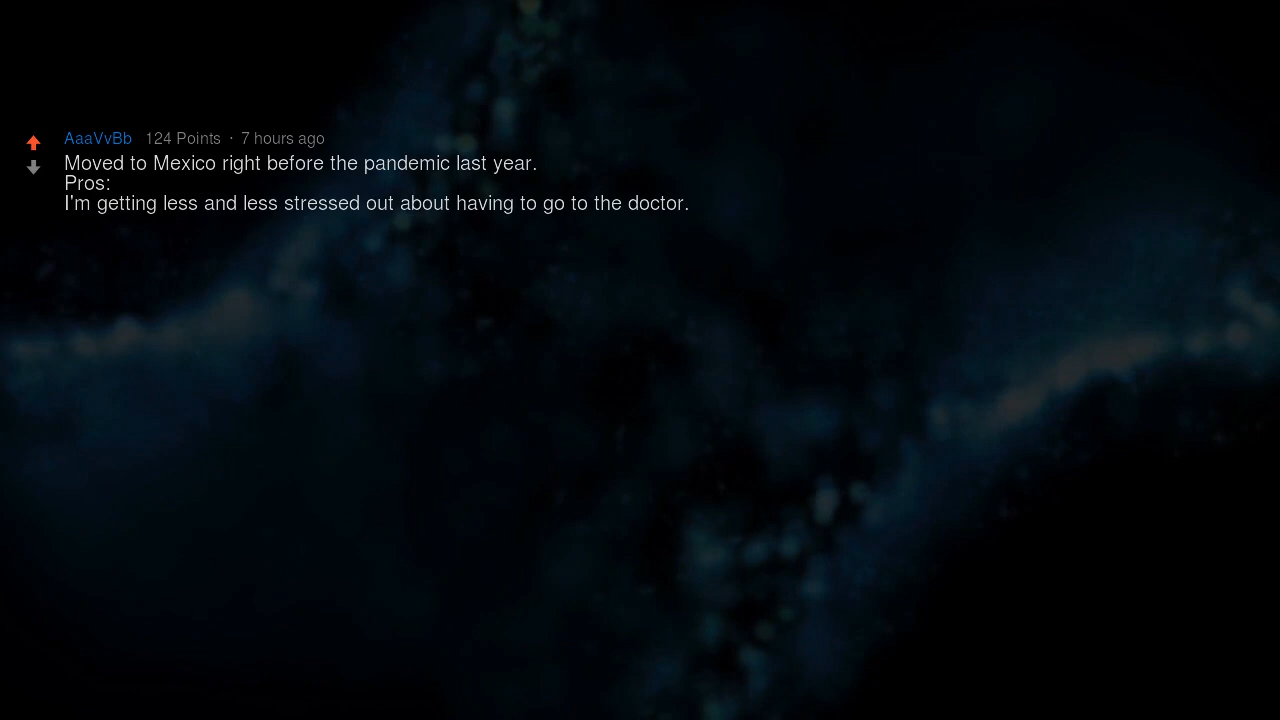 AaaVvBb 124 Points · 7 hours ago
Moved to Mexico right before the pandemic last year.
Pros:
I'm getting less and less stressed out about having to go to the doctor.